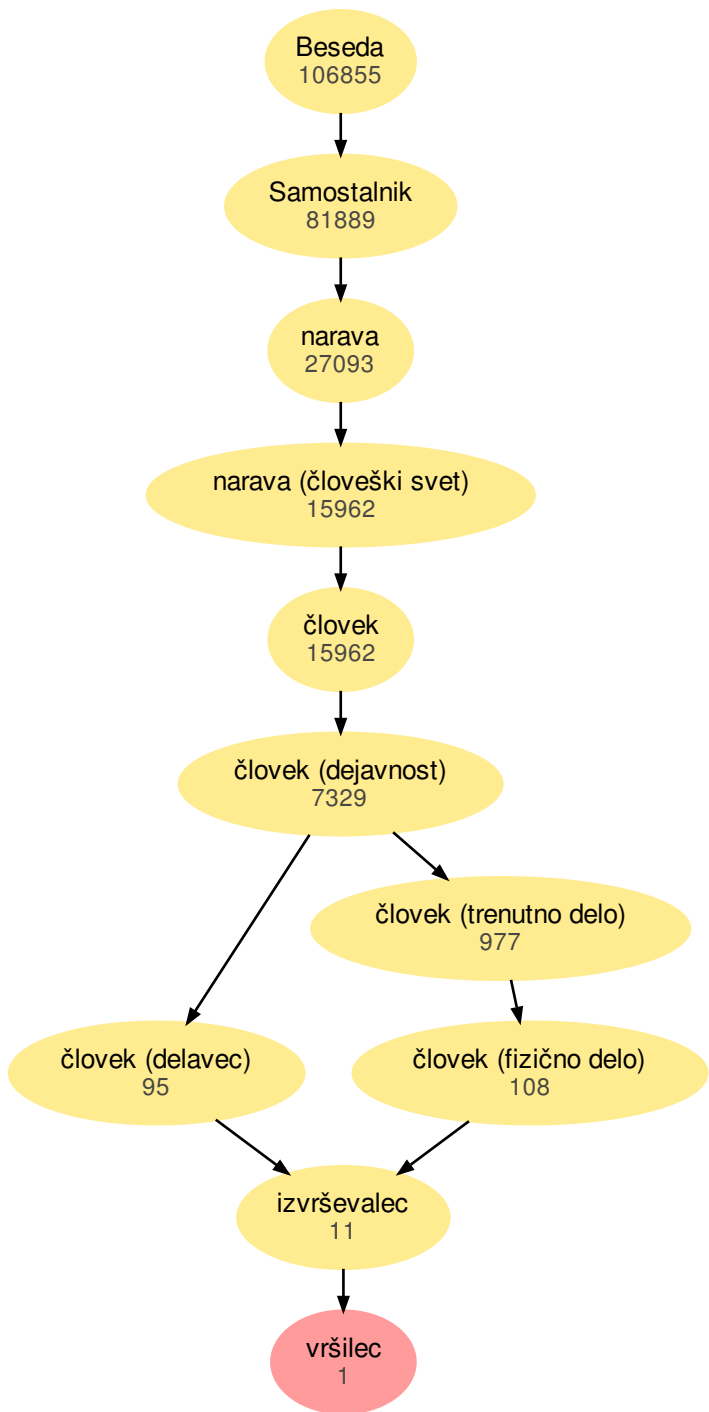 Beseda
106855
Samostalnik
81889
narava
27093
narava (človeški svet)
15962
človek
15962
človek (dejavnost)
7329
človek (trenutno delo)
977
človek (delavec)
95
človek (fizično delo)
108
izvrševalec
11
vršilec
1